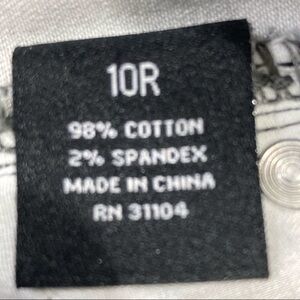 10R
98% COTTON
2% SPANDEX
MADE IN CHINA
RN 31104